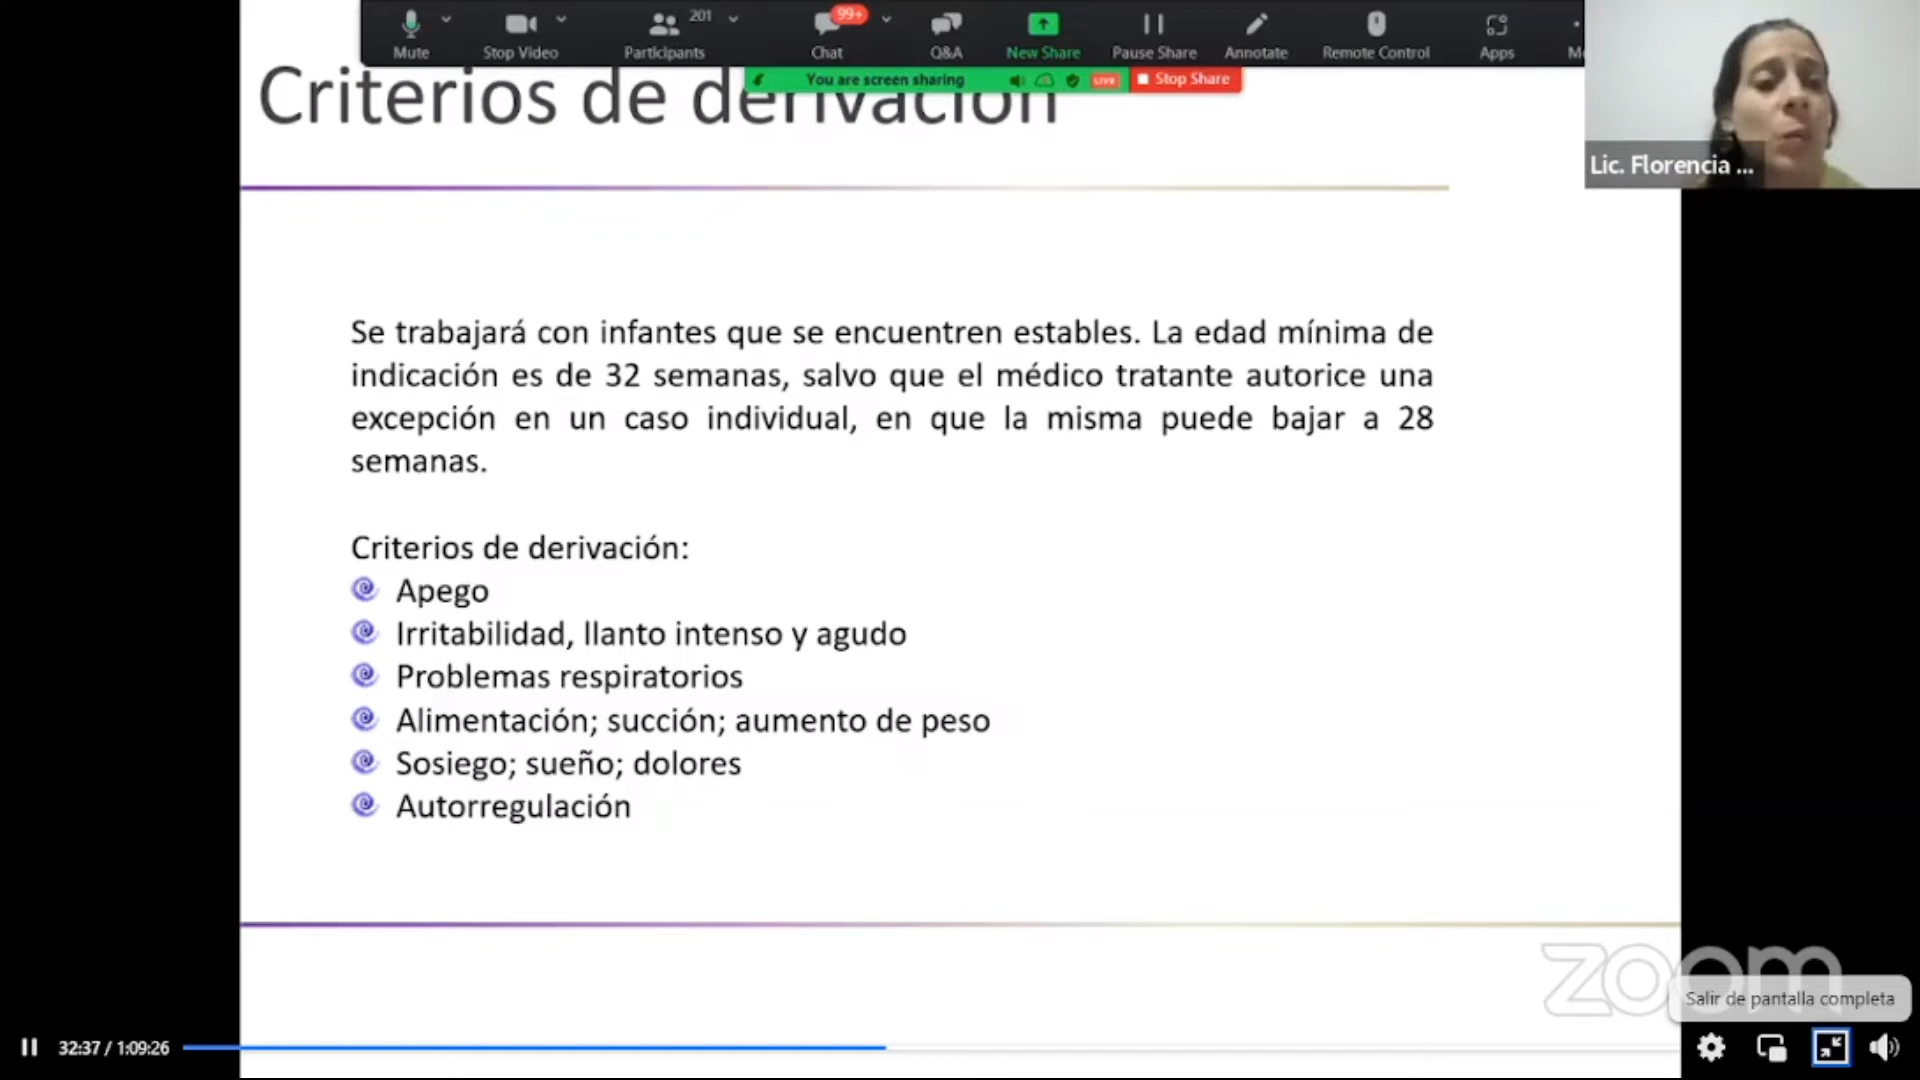 201
99+
Mute
Stop Video
Participants
Chat
Q&A
New Share
Pause Share
Annotate
Remote Control
Apps
You are screen sharing
LIVE
Stop Share
Criterios de derivación
Lic. Florencia ...
Se trabajará con infantes que se encuentren estables. La edad mínima de
indicación es de 32 semanas, salvo que el médico tratante autorice una
excepción en un caso individual, en que la misma puede bajar a 28
semanas.
Criterios de derivación:
Apego
Irritabilidad, llanto intenso y agudo
Problemas respiratorios
Alimentación; succión; aumento de peso
Sosiego; sueño; dolores
Autorregulación
zoom
Salir de pantalla completa
32:37 / 1:09:26